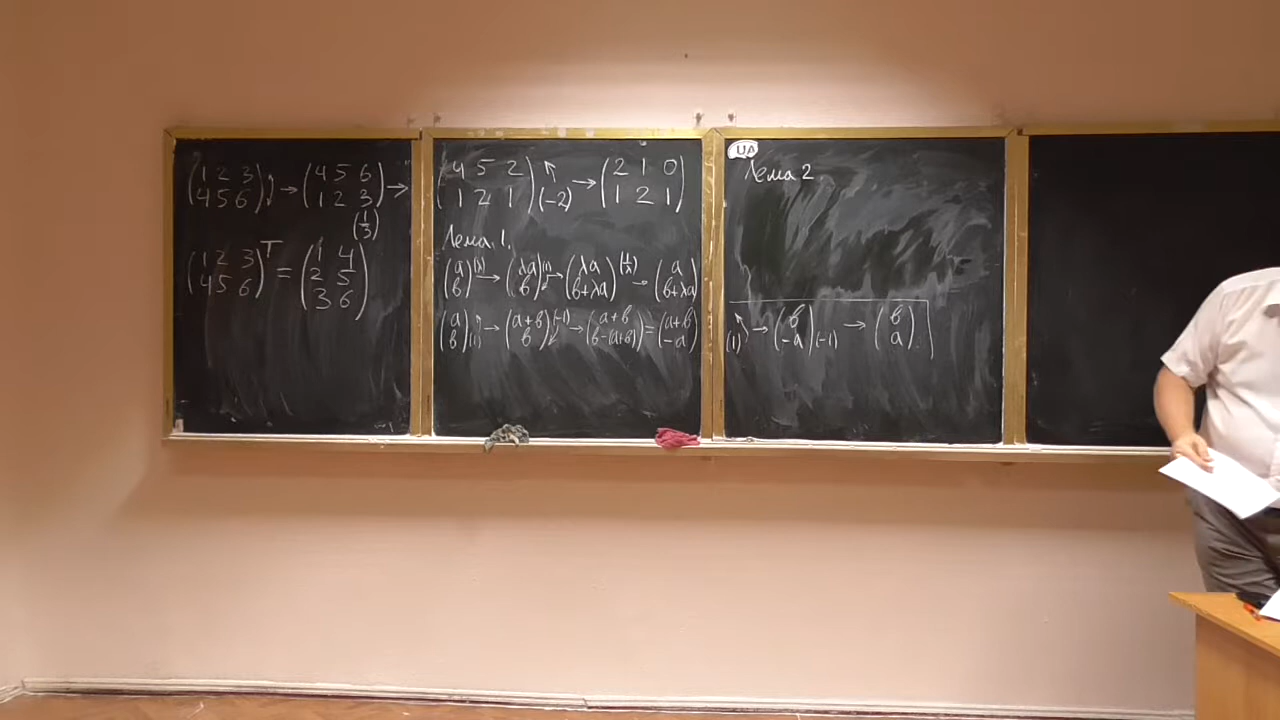 (1 2 3 / 4 5 6) → (4 5 6 / 1 2 3) (1/3) →
(1 2 3 / 4 5 6)ᵀ = (1 4 / 2 5 / 3 6)
(4 5 2 / 1 2 1) (-2) → (2 1 0 / 1 2 1)
Лема 1.
(a / b) (λ) → (λa / b) (1) → (λa / b+λa) (1/λ) → (a / b+λa)
(a / b) (1) → (a+b / b) (-1) → (a+b / b-(a+b)) = (a+b / -a)
UA
Лема 2
(1) → (b / -a) (-1) → (b / a)